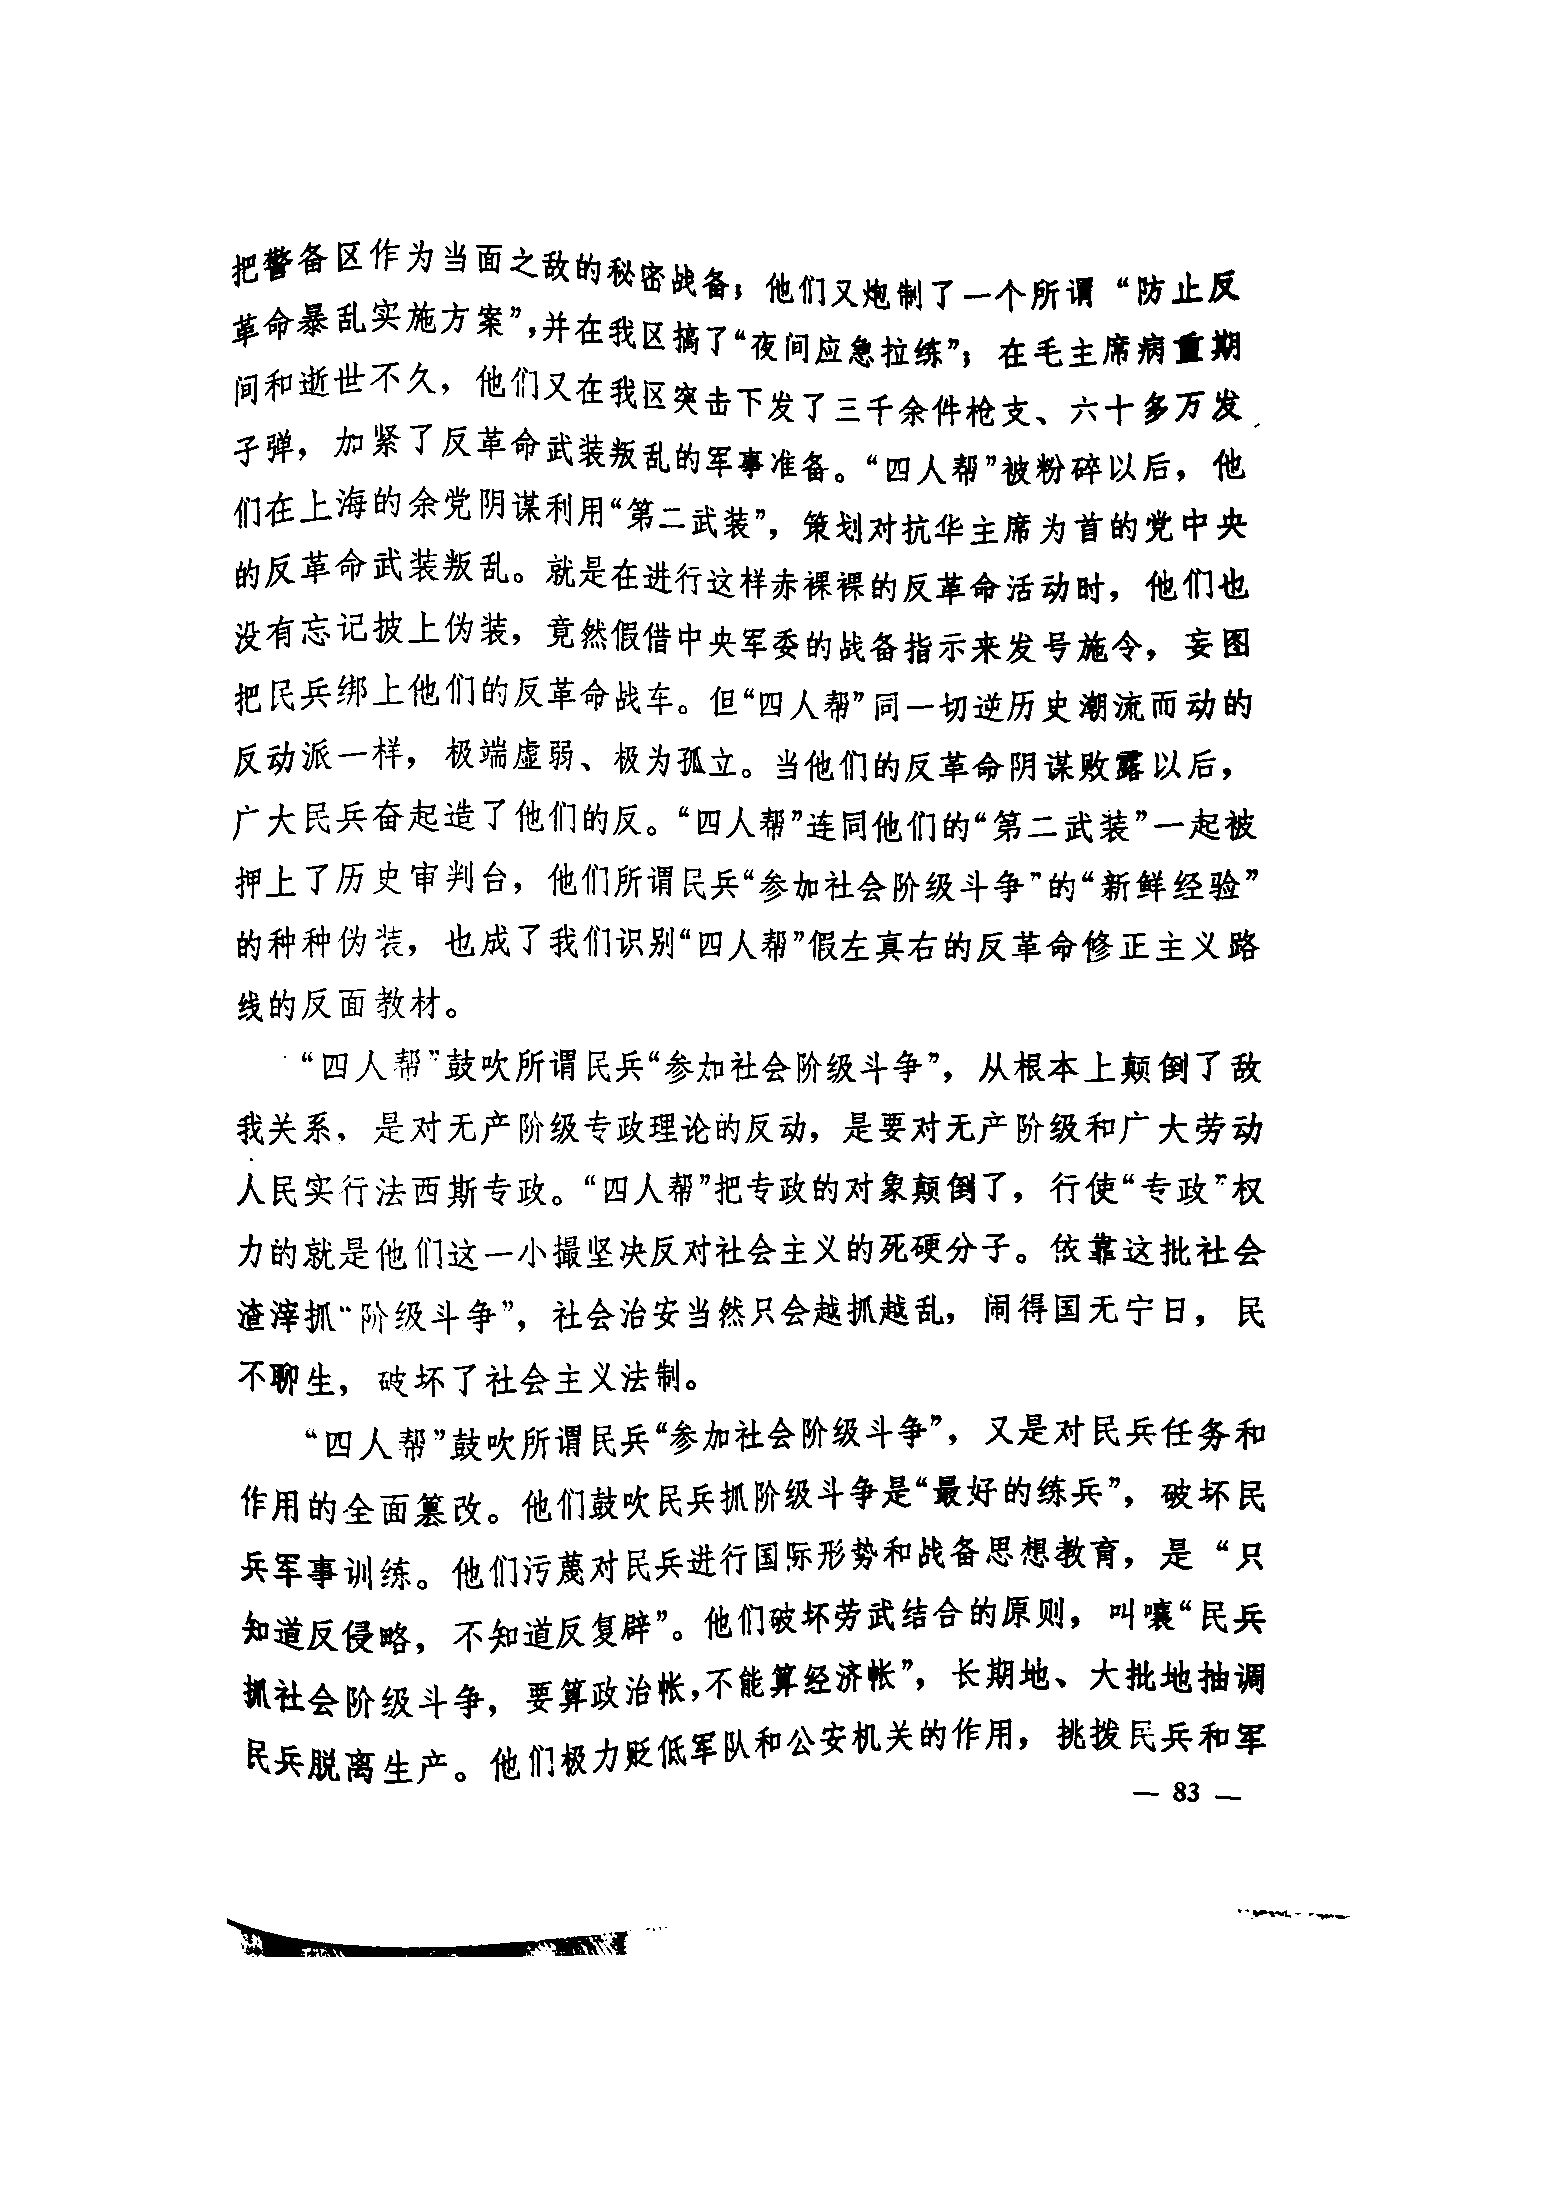 把警备区作为当面之敌的秘密战备；他们又炮制了一个所谓“防止反
革命暴乱实施方案”，并在我区搞了“夜间应急拉练”；在毛主席病重期
间和逝世不久，他们又在我区突击下发了三千余件枪支、六十多万发
子弹，加紧了反革命武装叛乱的军事准备。“四人帮”被粉碎以后，他
们在上海的余党阴谋利用“第二武装”，策划对抗华主席为首的党中央
的反革命武装叛乱。就是在进行这样赤裸裸的反革命活动时，他们也
没有忘记披上伪装，竟然假借中央军委的战备指示来发号施令，妄图
把民兵绑上他们的反革命战车。但“四人帮”同一切逆历史潮流而动的
反动派一样，极端虚弱、极为孤立。当他们的反革命阴谋败露以后，
广大民兵奋起造了他们的反。“四人帮”连同他们的“第二武装”一起被
押上了历史审判台，他们所谓民兵“参加社会阶级斗争”的“新鲜经验”
的种种伪装，也成了我们识别“四人帮”假左真右的反革命修正主义路
线的反面教材。
“四人帮”鼓吹所谓民兵“参加社会阶级斗争”，从根本上颠倒了敌
我关系，是对无产阶级专政理论的反动，是要对无产阶级和广大劳动
人民实行法西斯专政。“四人帮”把专政的对象颠倒了，行使“专政”权
力的就是他们这一小撮坚决反对社会主义的死硬分子。依靠这批社会
渣滓抓“阶级斗争”，社会治安当然只会越抓越乱，闹得国无宁日，民
不聊生，破坏了社会主义法制。
“四人帮”鼓吹所谓民兵“参加社会阶级斗争”，又是对民兵任务和
作用的全面篡改。他们鼓吹民兵抓阶级斗争是“最好的练兵”，破坏民
兵军事训练。他们污蔑对民兵进行国际形势和战备思想教育，是“只
知道反侵略，不知道反复辟”。他们破坏劳武结合的原则，叫嚷“民兵
抓社会阶级斗争，要算政治帐，不能算经济帐”，长期地、大批地抽调
民兵脱离生产。他们极力贬低军队和公安机关的作用，挑拨民兵和军
— 83 —